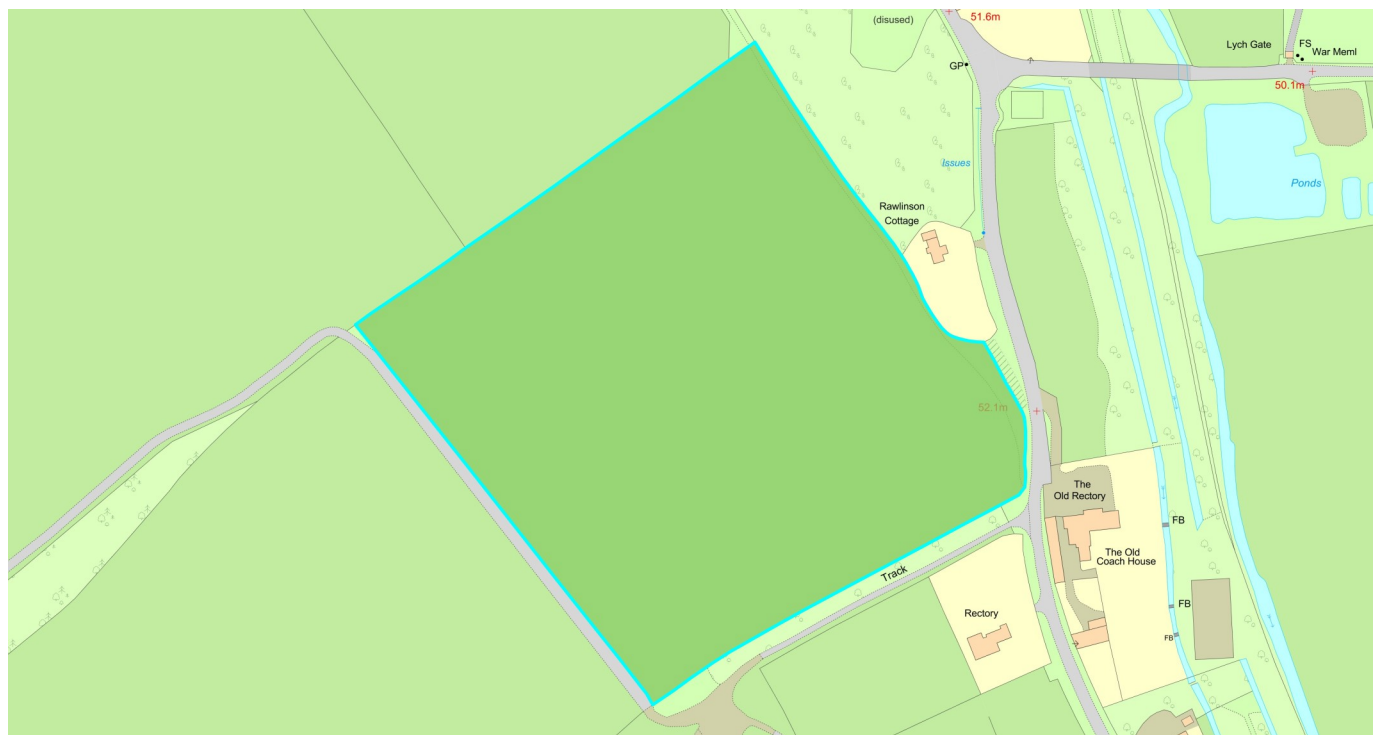 51.6m
(disused)
GP
Lych Gate
FS
War Meml
50.1m
Issues
Ponds
Rawlinson
Cottage
52.1m
The
Old Rectory
FB
The Old
Coach House
Track
Rectory
FB
FB